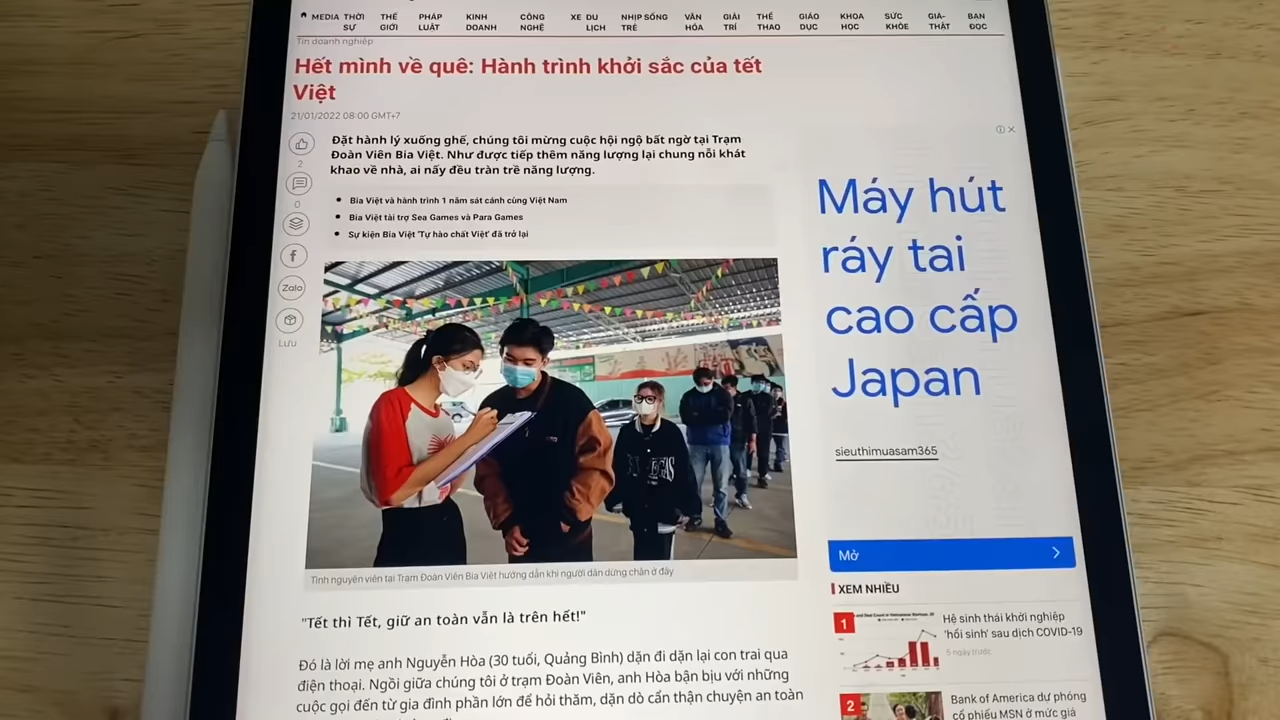 MEDIA THỜI SỰ THẾ GIỚI PHÁP LUẬT KINH DOANH CÔNG NGHỆ XE DU LỊCH NHỊP SỐNG TRẺ VĂN HÓA GIẢI TRÍ THỂ THAO GIÁO DỤC KHOA HỌC SỨC KHỎE GIẢ-THẬT BẠN ĐỌC
Tin doanh nghiệp
Hết mình về quê: Hành trình khởi sắc của tết
Việt
21/01/2022 08:00 GMT+7
Đặt hành lý xuống ghế, chúng tôi mừng cuộc hội ngộ bất ngờ tại Trạm
Đoàn Viên Bia Việt. Như được tiếp thêm năng lượng lại chung nỗi khát
khao về nhà, ai nấy đều tràn trề năng lượng.
2
0
f
Zalo
Lưu
Bia Việt và hành trình 1 năm sát cánh cùng Việt Nam
Bia Việt tài trợ Sea Games và Para Games
Sự kiện Bia Việt 'Tự hào chất Việt' đã trở lại
Tình nguyện viên tại Trạm Đoàn Viên Bia Việt hướng dẫn khi người dân dừng chân ở đây
"Tết thì Tết, giữ an toàn vẫn là trên hết!"
Đó là lời mẹ anh Nguyễn Hòa (30 tuổi, Quảng Bình) dặn đi dặn lại con trai qua
điện thoại. Ngồi giữa chúng tôi ở trạm Đoàn Viên, anh Hòa bận bịu với những
cuộc gọi đến từ gia đình phần lớn để hỏi thăm, dặn dò cẩn thận chuyện an toàn
Máy hút
ráy tai
cao cấp
Japan
sieuthimuasam365
Mở
XEM NHIỀU
1
Hệ sinh thái khởi nghiệp
'hồi sinh' sau dịch COVID-19
5 ngày trước
2
Bank of America dự phóng
cổ phiếu MSN ở mức giá